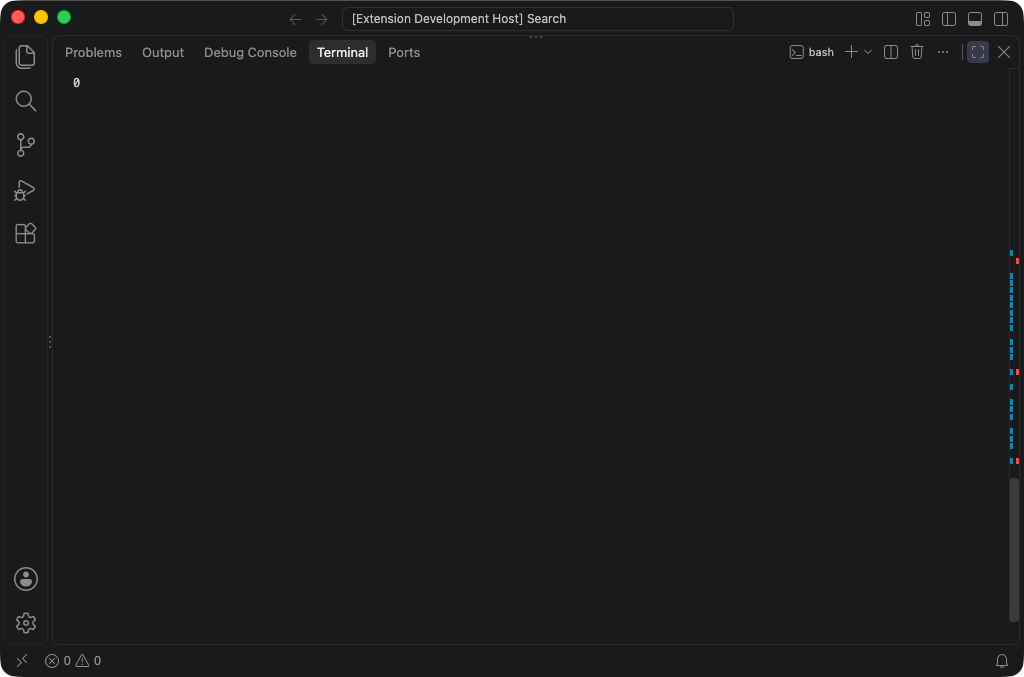 [Extension Development Host] Search
Problems Output Debug Console Terminal Ports
bash
0
0 0